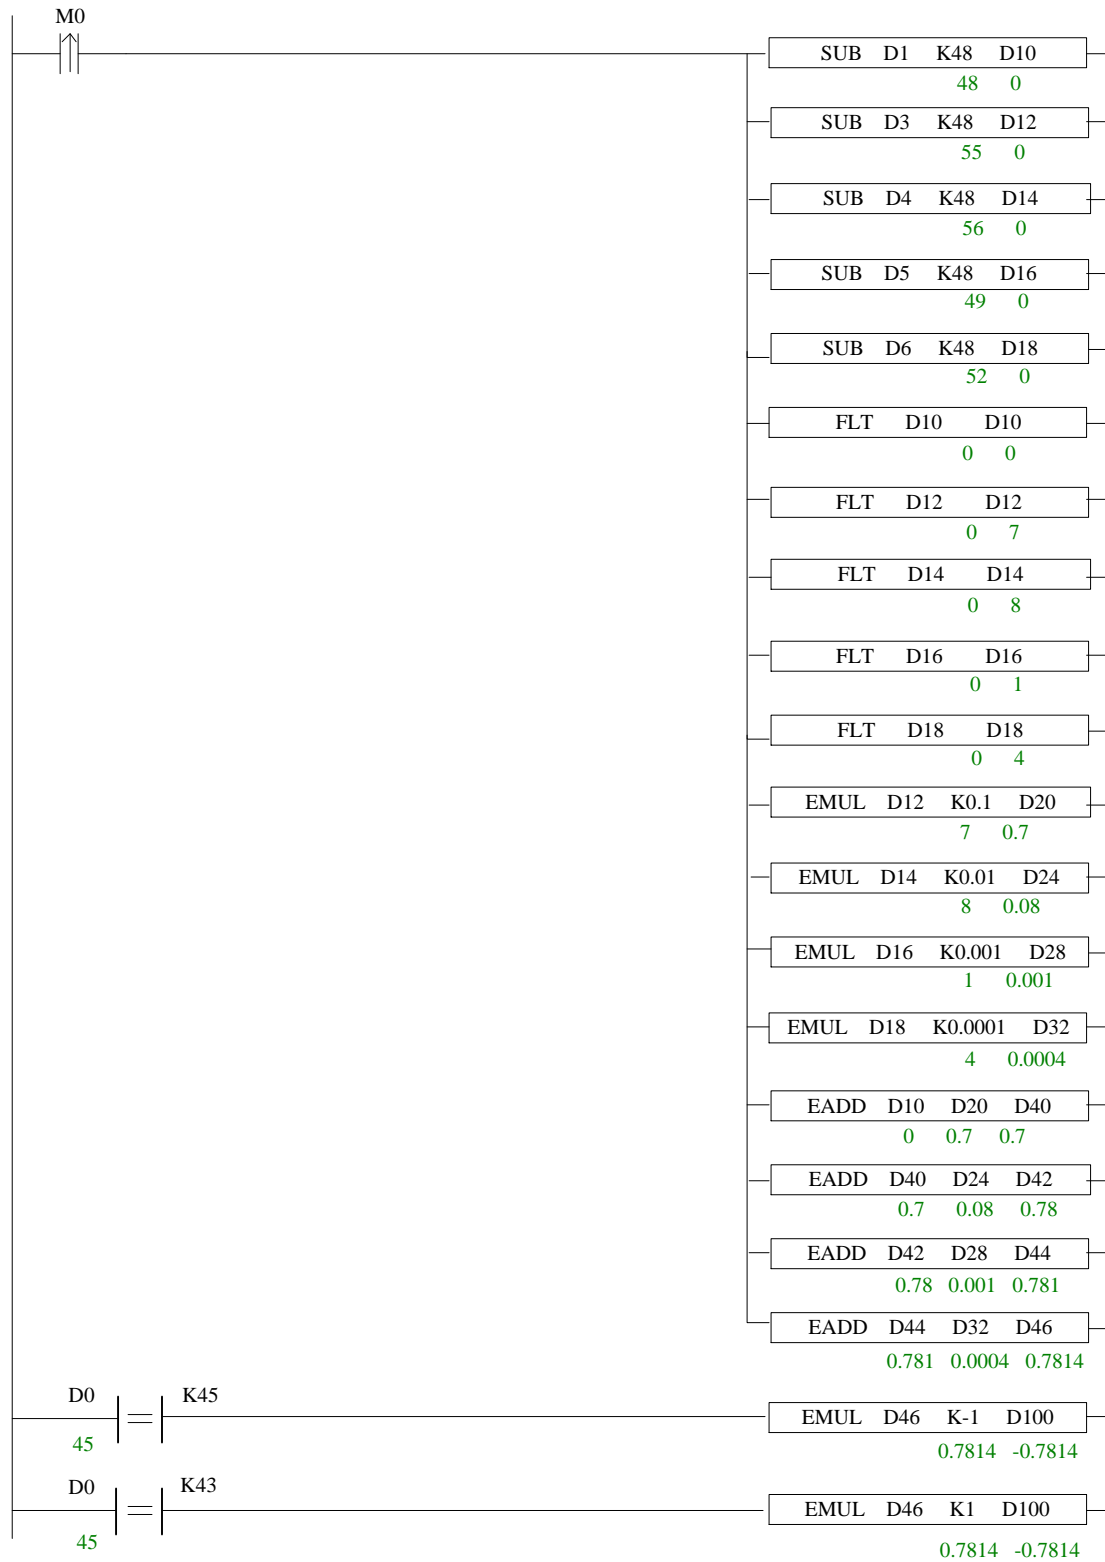 M0
SUB D1 K48 D10
48 0
SUB D3 K48 D12
55 0
SUB D4 K48 D14
56 0
SUB D5 K48 D16
49 0
SUB D6 K48 D18
52 0
FLT D10 D10
0 0
FLT D12 D12
0 7
FLT D14 D14
0 8
FLT D16 D16
0 1
FLT D18 D18
0 4
EMUL D12 K0.1 D20
7 0.7
EMUL D14 K0.01 D24
8 0.08
EMUL D16 K0.001 D28
1 0.001
EMUL D18 K0.0001 D32
4 0.0004
EADD D10 D20 D40
0 0.7 0.7
EADD D40 D24 D42
0.7 0.08 0.78
EADD D42 D28 D44
0.78 0.001 0.781
EADD D44 D32 D46
0.781 0.0004 0.7814
D0 K45
EMUL D46 K-1 D100
45 0.7814 -0.7814
D0 K43
EMUL D46 K1 D100
45 0.7814 -0.7814